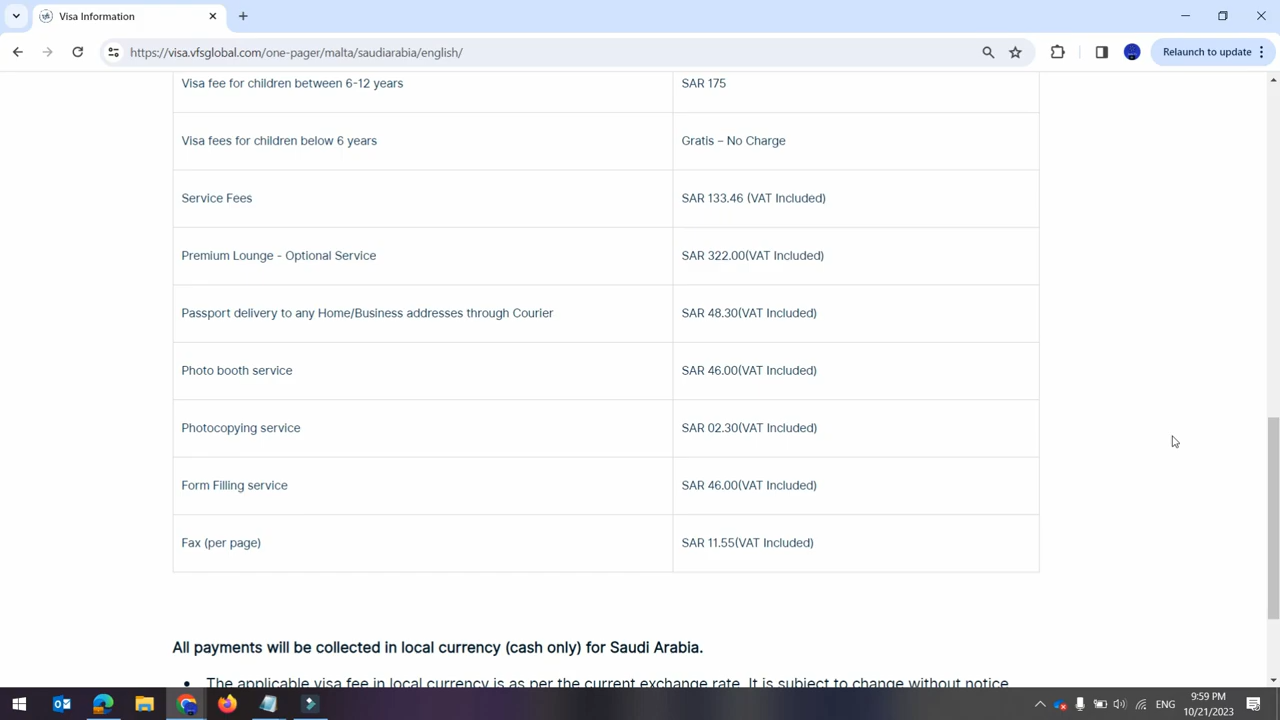 Visa Information
https://visa.vfsglobal.com/one-pager/malta/saudiarabia/english/
Relaunch to update
Visa fee for children between 6-12 years SAR 175
Visa fees for children below 6 years Gratis – No Charge
Service Fees SAR 133.46 (VAT Included)
Premium Lounge - Optional Service SAR 322.00(VAT Included)
Passport delivery to any Home/Business addresses through Courier SAR 48.30(VAT Included)
Photo booth service SAR 46.00(VAT Included)
Photocopying service SAR 02.30(VAT Included)
Form Filling service SAR 46.00(VAT Included)
Fax (per page) SAR 11.55(VAT Included)
All payments will be collected in local currency (cash only) for Saudi Arabia.
• The applicable visa fee in local currency is as per the current exchange rate. It is subject to change without notice
ENG
9:59 PM
10/21/2023